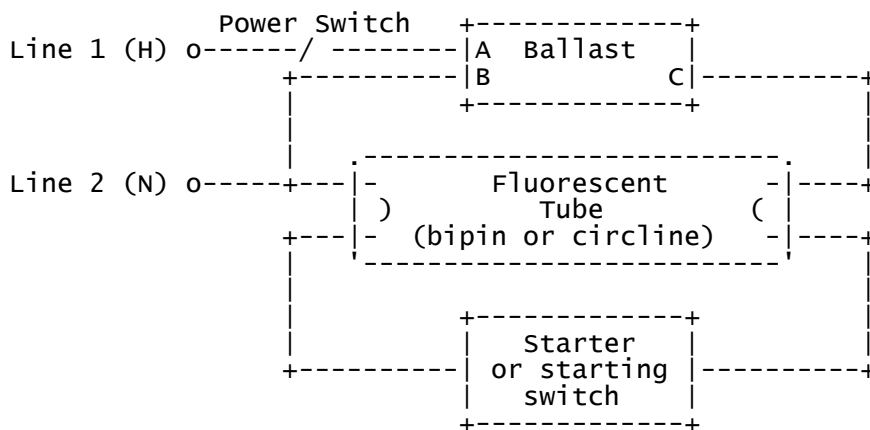 Power Switch
Line 1 (H) o------/ --------|A Ballast |
+----------|B C|----------+
Line 2 (N) o-----+---|- Fluorescent -|----+
| ) Tube ( |
+---|- (bipin or circline) -|----+
| Starter |
+----------| or starting |----------+
| switch |